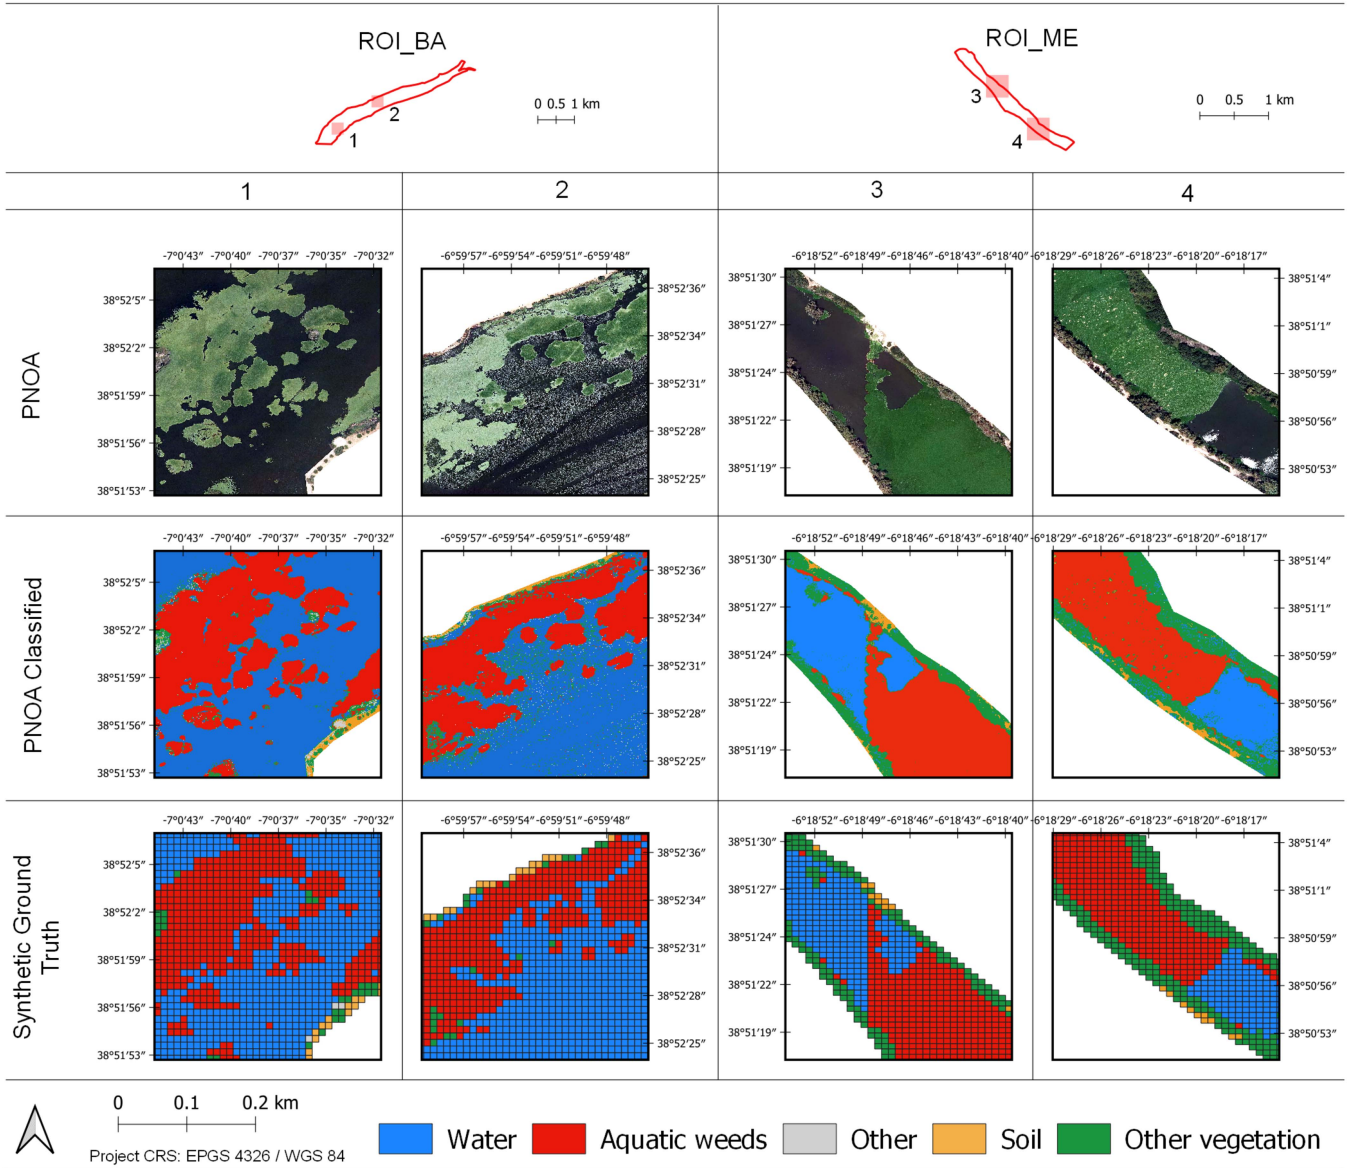 ROI_BA
ROI_ME
0 0.5 1 km
0 0.5 1 km
1
2
3
4
1 2 3 4
PNOA
-7°0′43″ -7°0′40″ -7°0′37″ -7°0′35″ -7°0′32″
38°52′5″
38°52′2″
38°51′59″
38°51′56″
38°51′53″
-6°59′57″ -6°59′54″ -6°59′51″ -6°59′48″
38°52′36″
38°52′34″
38°52′31″
38°52′28″
38°52′25″
-6°18′52″ -6°18′49″ -6°18′46″ -6°18′43″ -6°18′40″
38°51′30″
38°51′27″
38°51′24″
38°51′22″
38°51′19″
-6°18′29″ -6°18′26″ -6°18′23″ -6°18′20″ -6°18′17″
38°51′4″
38°51′1″
38°50′59″
38°50′56″
38°50′53″
PNOA Classified
-7°0′43″ -7°0′40″ -7°0′37″ -7°0′35″ -7°0′32″
38°52′5″
38°52′2″
38°51′59″
38°51′56″
38°51′53″
-6°59′57″ -6°59′54″ -6°59′51″ -6°59′48″
38°52′36″
38°52′34″
38°52′31″
38°52′28″
38°52′25″
-6°18′52″ -6°18′49″ -6°18′46″ -6°18′43″ -6°18′40″
38°51′30″
38°51′27″
38°51′24″
38°51′22″
38°51′19″
-6°18′29″ -6°18′26″ -6°18′23″ -6°18′20″ -6°18′17″
38°51′4″
38°51′1″
38°50′59″
38°50′56″
38°50′53″
Synthetic Ground
Truth
-7°0′43″ -7°0′40″ -7°0′37″ -7°0′35″ -7°0′32″
38°52′5″
38°52′2″
38°51′59″
38°51′56″
38°51′53″
-6°59′57″ -6°59′54″ -6°59′51″ -6°59′48″
38°52′36″
38°52′34″
38°52′31″
38°52′28″
38°52′25″
-6°18′52″ -6°18′49″ -6°18′46″ -6°18′43″ -6°18′40″
38°51′30″
38°51′27″
38°51′24″
38°51′22″
38°51′19″
-6°18′29″ -6°18′26″ -6°18′23″ -6°18′20″ -6°18′17″
38°51′4″
38°51′1″
38°50′59″
38°50′56″
38°50′53″
0 0.1 0.2 km
Project CRS: EPGS 4326 / WGS 84
Water Aquatic weeds Other Soil Other vegetation